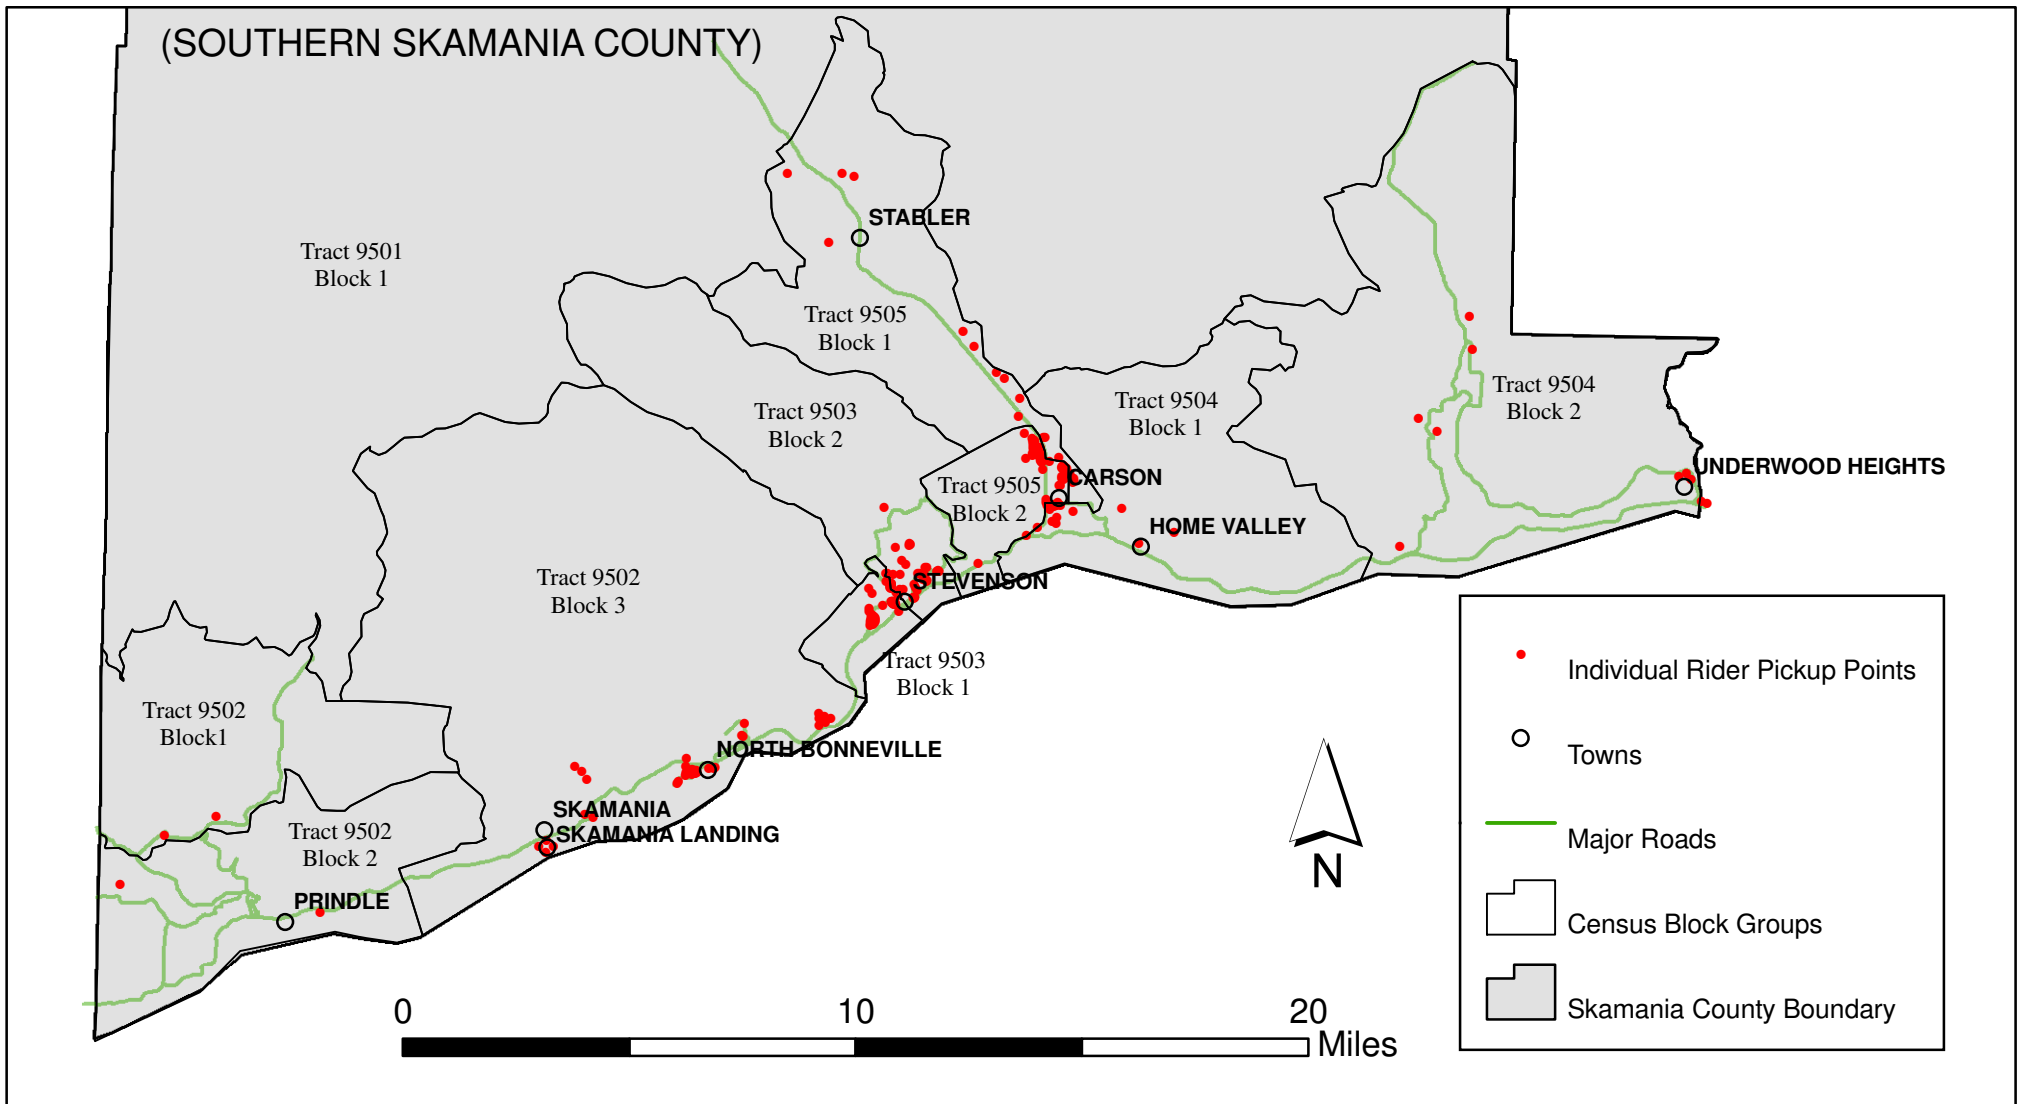 (SOUTHERN SKAMANIA COUNTY)
STABLER
Tract 9501
Block 1
Tract 9505
Block 1
Tract 9503
Block 2
Tract 9504
Block 1
Tract 9504
Block 2
UNDERWOOD HEIGHTS
CARSON
Tract 9505
Block 2
HOME VALLEY
Tract 9502
Block 3
STEVENSON
Tract 9503
Block 1
Tract 9502
Block1
NORTH BONNEVILLE
SKAMANIA
SKAMANIA LANDING
Tract 9502
Block 2
PRINDLE
N
0 10 20
Miles
Individual Rider Pickup Points
Towns
Major Roads
Census Block Groups
Skamania County Boundary